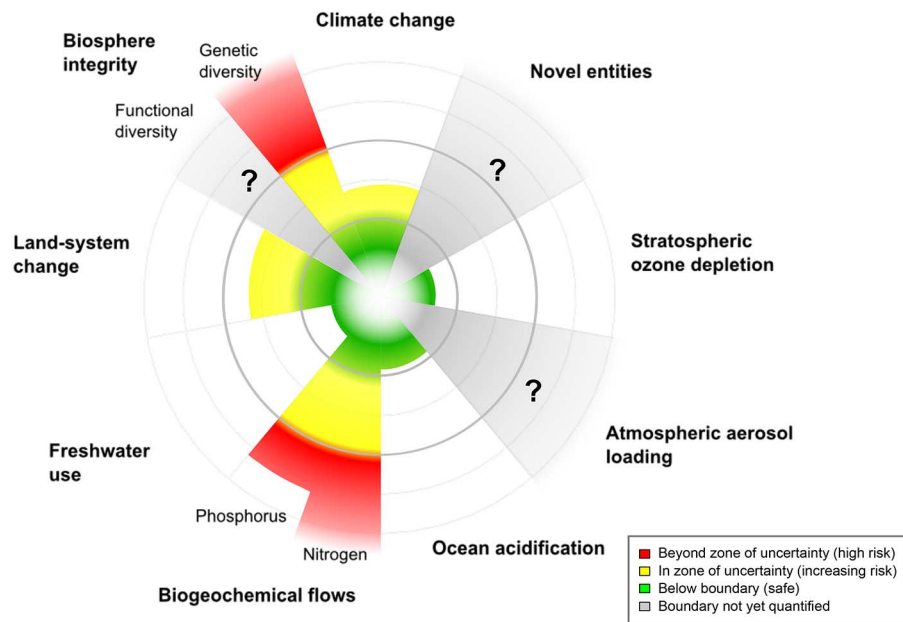 Climate change
Biosphere
integrity
Genetic
diversity
Novel entities
Functional
diversity
?
?
Land-system
change
Stratospheric
ozone depletion
?
Freshwater
use
Atmospheric aerosol
loading
Phosphorus
Nitrogen
Ocean acidification
Biogeochemical flows
Beyond zone of uncertainty (high risk)
In zone of uncertainty (increasing risk)
Below boundary (safe)
Boundary not yet quantified